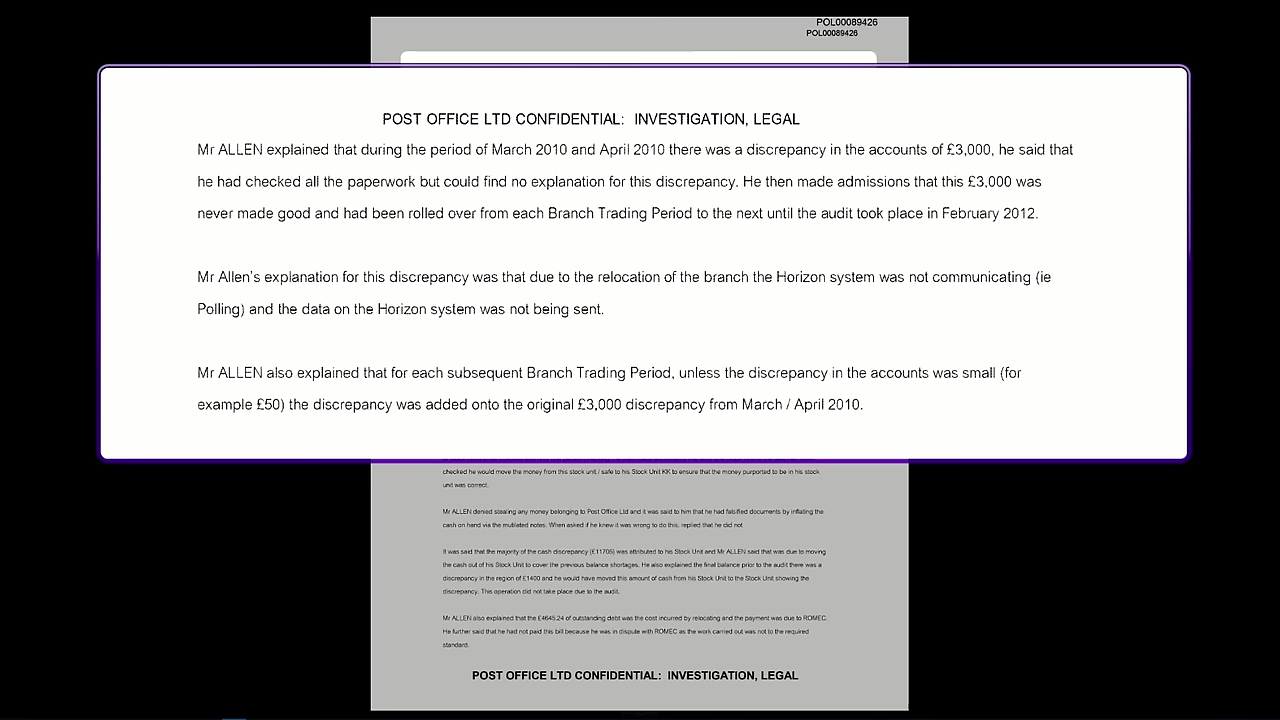 POL00089426
POL00089426
POST OFFICE LTD CONFIDENTIAL: INVESTIGATION, LEGAL
Mr ALLEN explained that during the period of March 2010 and April 2010 there was a discrepancy in the accounts of £3,000, he said that
he had checked all the paperwork but could find no explanation for this discrepancy. He then made admissions that this £3,000 was
never made good and had been rolled over from each Branch Trading Period to the next until the audit took place in February 2012.
Mr Allen's explanation for this discrepancy was that due to the relocation of the branch the Horizon system was not communicating (ie
Polling) and the data on the Horizon system was not being sent.
Mr ALLEN also explained that for each subsequent Branch Trading Period, unless the discrepancy in the accounts was small (for
example £50) the discrepancy was added onto the original £3,000 discrepancy from March / April 2010.
checked he would move the money from this stock unit / safe to his Stock Unit KK to ensure that the money purported to be in his stock
unit was correct.
Mr ALLEN denied stealing any money belonging to Post Office Ltd and it was said to him that he had falsified documents by inflating the
cash on hand via the mutilated notes. When asked if he knew it was wrong to do this, replied that he did not
It was said that the majority of the cash discrepancy (£11705) was attributed to his Stock Unit and Mr ALLEN said that was due to moving
the cash out of his Stock Unit to cover the previous balance shortages. He also explained the final balance prior to the audit there was a
discrepancy in the region of £1400 and he would have moved this amount of cash from his Stock Unit to the Stock Unit showing the
discrepancy. This operation did not take place due to the audit.
Mr ALLEN also explained that the £4645.24 of outstanding debt was the cost incurred by relocating and the payment was due to ROMEC.
He further said that he had not paid this bill because he was in dispute with ROMEC as the work carried out was not to the required
standard.
POST OFFICE LTD CONFIDENTIAL: INVESTIGATION, LEGAL